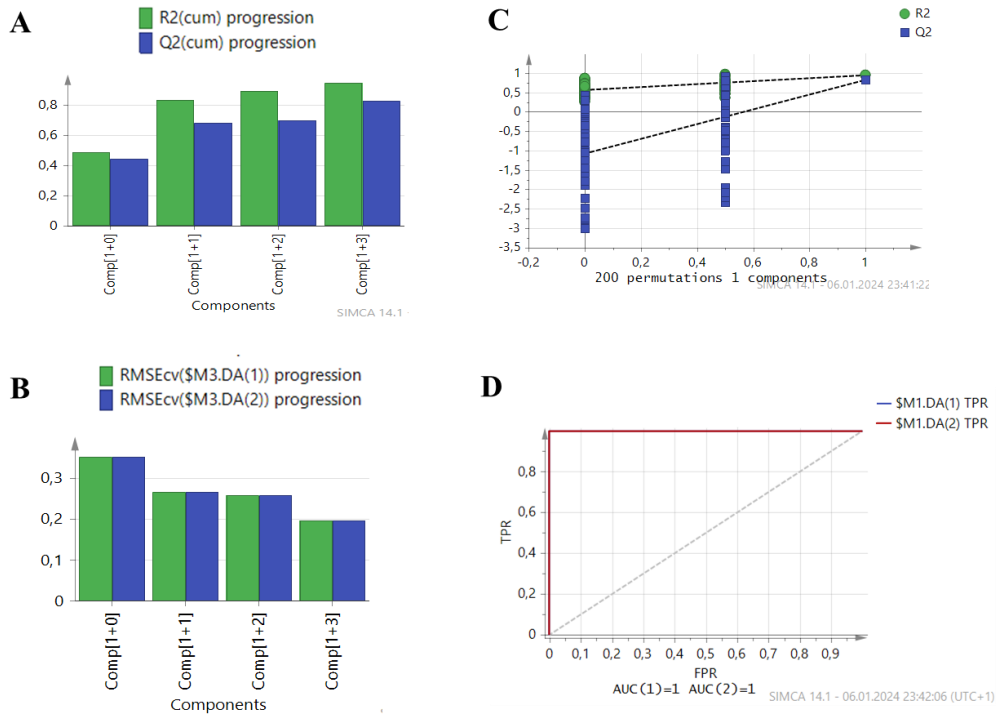 A
R2(cum) progression
Q2(cum) progression
0,8
0,6
0,4
0,2
0
Comp[1+0]
Comp[1+1]
Comp[1+2]
Comp[1+3]
Components
SIMCA 14.1 -
B
RMSEcv($M3.DA(1)) progression
RMSEcv($M3.DA(2)) progression
0,3
0,2
0,1
0
Comp[1+0]
Comp[1+1]
Comp[1+2]
Comp[1+3]
Components
C
R2
Q2
1
0,5
0
-0,5
-1
-1,5
-2
-2,5
-3
-3,5
-0,2 0 0,2 0,4 0,6 0,8 1
200 permutations 1 components
SIMCA 14.1 - 06.01.2024 23:41:22
D
$M1.DA(1) TPR
$M1.DA(2) TPR
TPR
0,8
0,6
0,4
0,2
0
0 0,1 0,2 0,3 0,4 0,5 0,6 0,7 0,8 0,9
FPR
AUC(1)=1 AUC(2)=1
SIMCA 14.1 - 06.01.2024 23:42:06 (UTC+1)